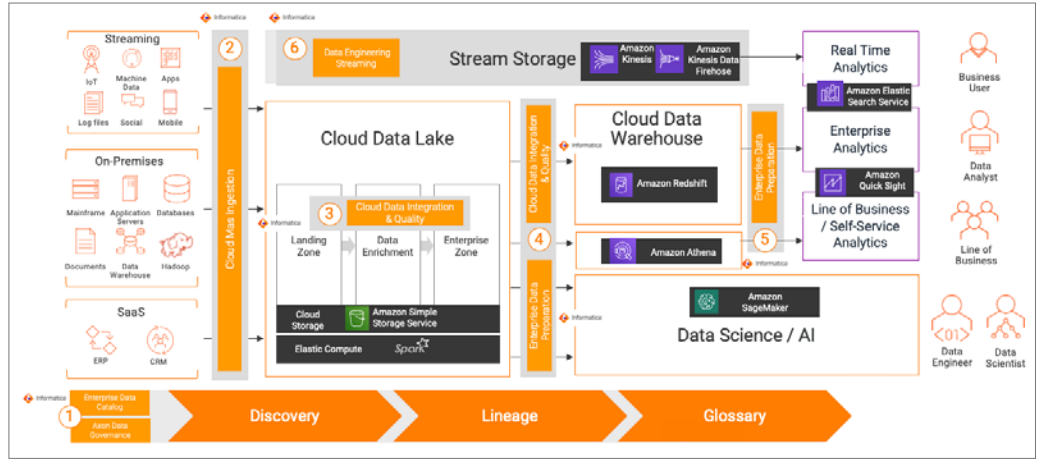 Informatica
Informatica
Streaming
IoT
Machine
Data
Apps
Log files
Social
Mobile
On-Premises
Mainframe
Application
Servers
Databases
Documents
Data
Warehouse
Hadoop
SaaS
ERP
CRM
2
Cloud Mas Ingestion
6
Data Engineering
Streaming
Stream Storage
Amazon
Kinesis
Amazon
Kinesis Data
Firehose
Cloud Data Lake
Informatica
3
Cloud Data Integration
& Quality
Landing
Zone
Data
Enrichment
Enterprise
Zone
Cloud
Storage
Amazon Simple
Storage Service
Elastic Compute
Spark
Cloud Data Integration
& Quality
4
Enterprise Data
Preparation
Informatica
Informatica
Cloud Data
Warehouse
Amazon Redshift
Amazon Athena
Enterprise Data
Preparation
5
Informatica
Amazon
SageMaker
Data Science / AI
Real Time
Analytics
Amazon Elastic
Search Service
Enterprise
Analytics
Amazon
Quick Sight
Line of Business
/ Self-Service
Analytics
Business
User
Data
Analyst
Line of
Business
Data
Engineer
Data
Scientist
Informatica
1
Enterprise Data
Catalog
Axon Data
Governance
Discovery
Lineage
Glossary